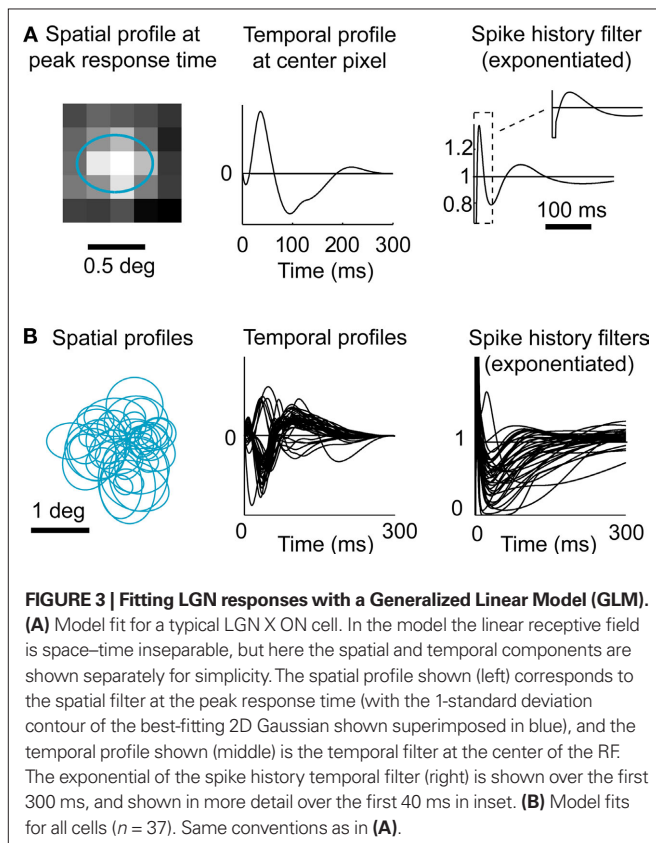 A Spatial profile at peak response time
Temporal profile at center pixel
Spike history filter (exponentiated)
0
0 100 200 300
Time (ms)
0.5 deg
1.2
1
0.8
100 ms
B Spatial profiles
Temporal profiles
Spike history filters (exponentiated)
1 deg
0
0 300
Time (ms)
1
0
0 300
Time (ms)
FIGURE 3 | Fitting LGN responses with a Generalized Linear Model (GLM).
(A) Model fit for a typical LGN X ON cell. In the model the linear receptive field
is space–time inseparable, but here the spatial and temporal components are
shown separately for simplicity. The spatial profile shown (left) corresponds to
the spatial filter at the peak response time (with the 1-standard deviation
contour of the best-fitting 2D Gaussian shown superimposed in blue), and the
temporal profile shown (middle) is the temporal filter at the center of the RF.
The exponential of the spike history temporal filter (right) is shown over the first
300 ms, and shown in more detail over the first 40 ms in inset. (B) Model fits
for all cells (n = 37). Same conventions as in (A).